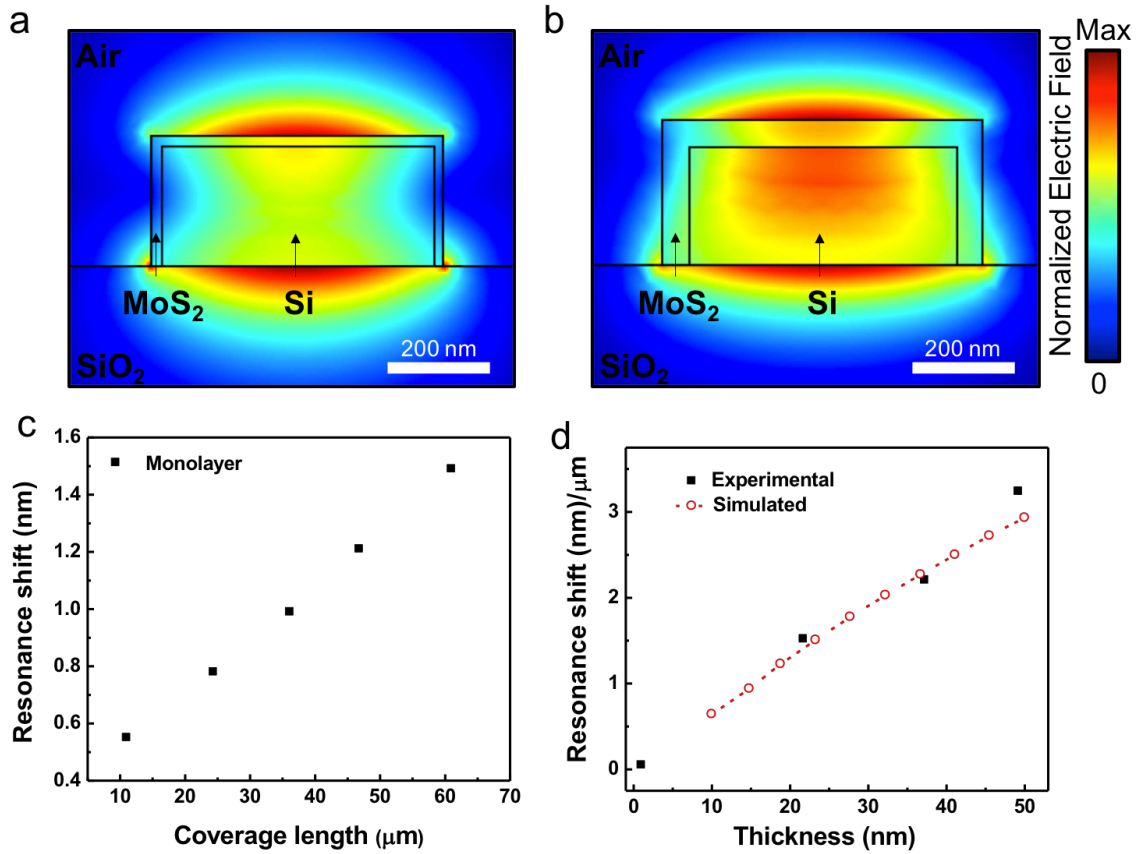 a
b
Air
Air
Max
Normalized Electric Field
0
MoS₂
Si
MoS₂
Si
200 nm
200 nm
SiO₂
SiO₂
c
Resonance shift (nm)
1.6
1.4
1.2
1.0
0.8
0.6
0.4
Monolayer
10 20 30 40 50 60 70
Coverage length (μm)
d
Resonance shift (nm)/μm
3
2
1
0
Experimental
Simulated
0 10 20 30 40 50
Thickness (nm)